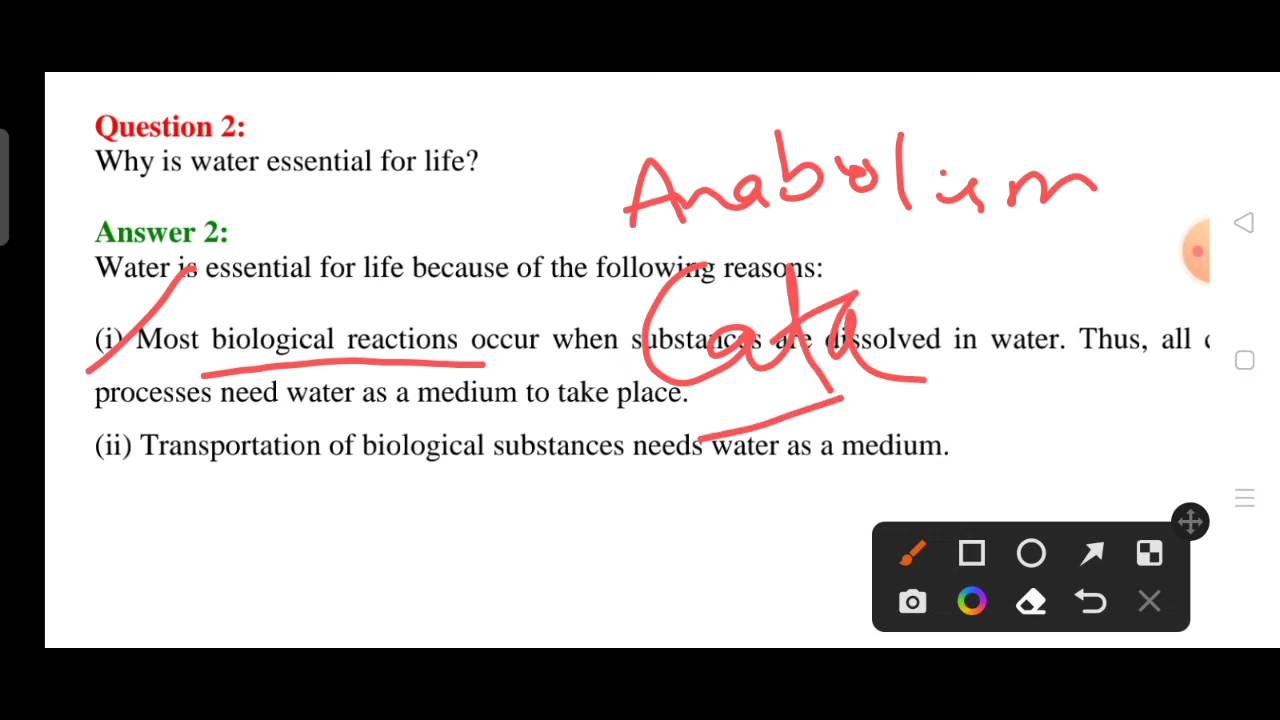 Question 2:
Why is water essential for life?
Anabolism
Answer 2:
Water is essential for life because of the following reasons:
Cata
(i) Most biological reactions occur when substances are dissolved in water. Thus, all
processes need water as a medium to take place.
(ii) Transportation of biological substances needs water as a medium.